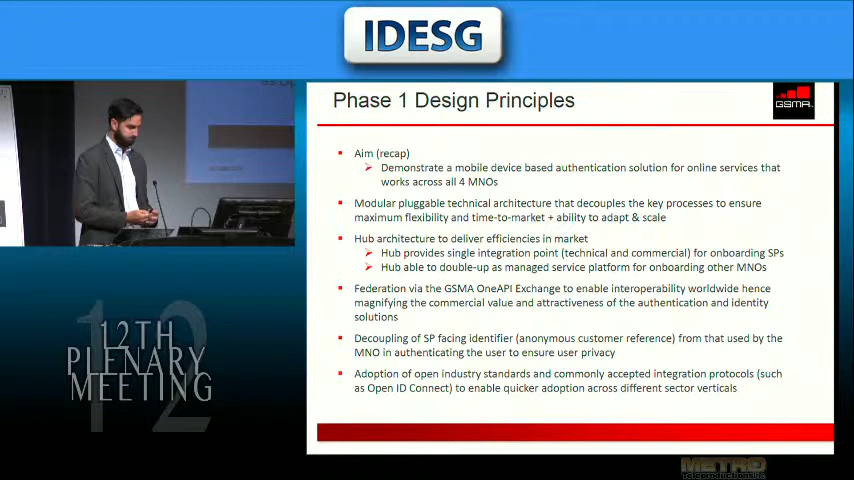 IDESG
Phase 1 Design Principles
GSMA
Aim (recap)
Demonstrate a mobile device based authentication solution for online services that
works across all 4 MNOs
Modular pluggable technical architecture that decouples the key processes to ensure
maximum flexibility and time-to-market + ability to adapt & scale
Hub architecture to deliver efficiencies in market
Hub provides single integration point (technical and commercial) for onboarding SPs
Hub able to double-up as managed service platform for onboarding other MNOs
Federation via the GSMA OneAPI Exchange to enable interoperability worldwide hence
magnifying the commercial value and attractiveness of the authentication and identity
solutions
Decoupling of SP facing identifier (anonymous customer reference) from that used by the
MNO in authenticating the user to ensure user privacy
Adoption of open industry standards and commonly accepted integration protocols (such
as Open ID Connect) to enable quicker adoption across different sector verticals
12
12TH
PLENARY
MEETING
METRO